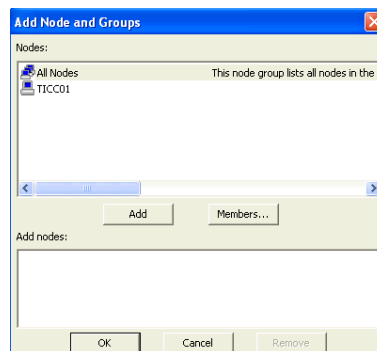 Add Node and Groups
Nodes:
All Nodes This node group lists all nodes in the
TICC01
Add Members...
Add nodes:
OK Cancel Remove